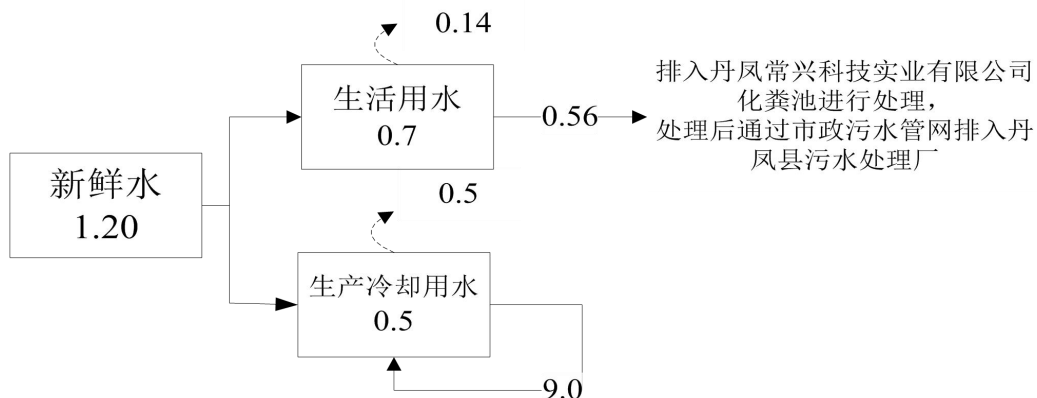 0.14
生活用水
0.7
0.56
排入丹凤常兴科技实业有限公司
化粪池进行处理，
处理后通过市政污水管网排入丹
凤县污水处理厂
新鲜水
1.20
0.5
生产冷却用水
0.5
9.0